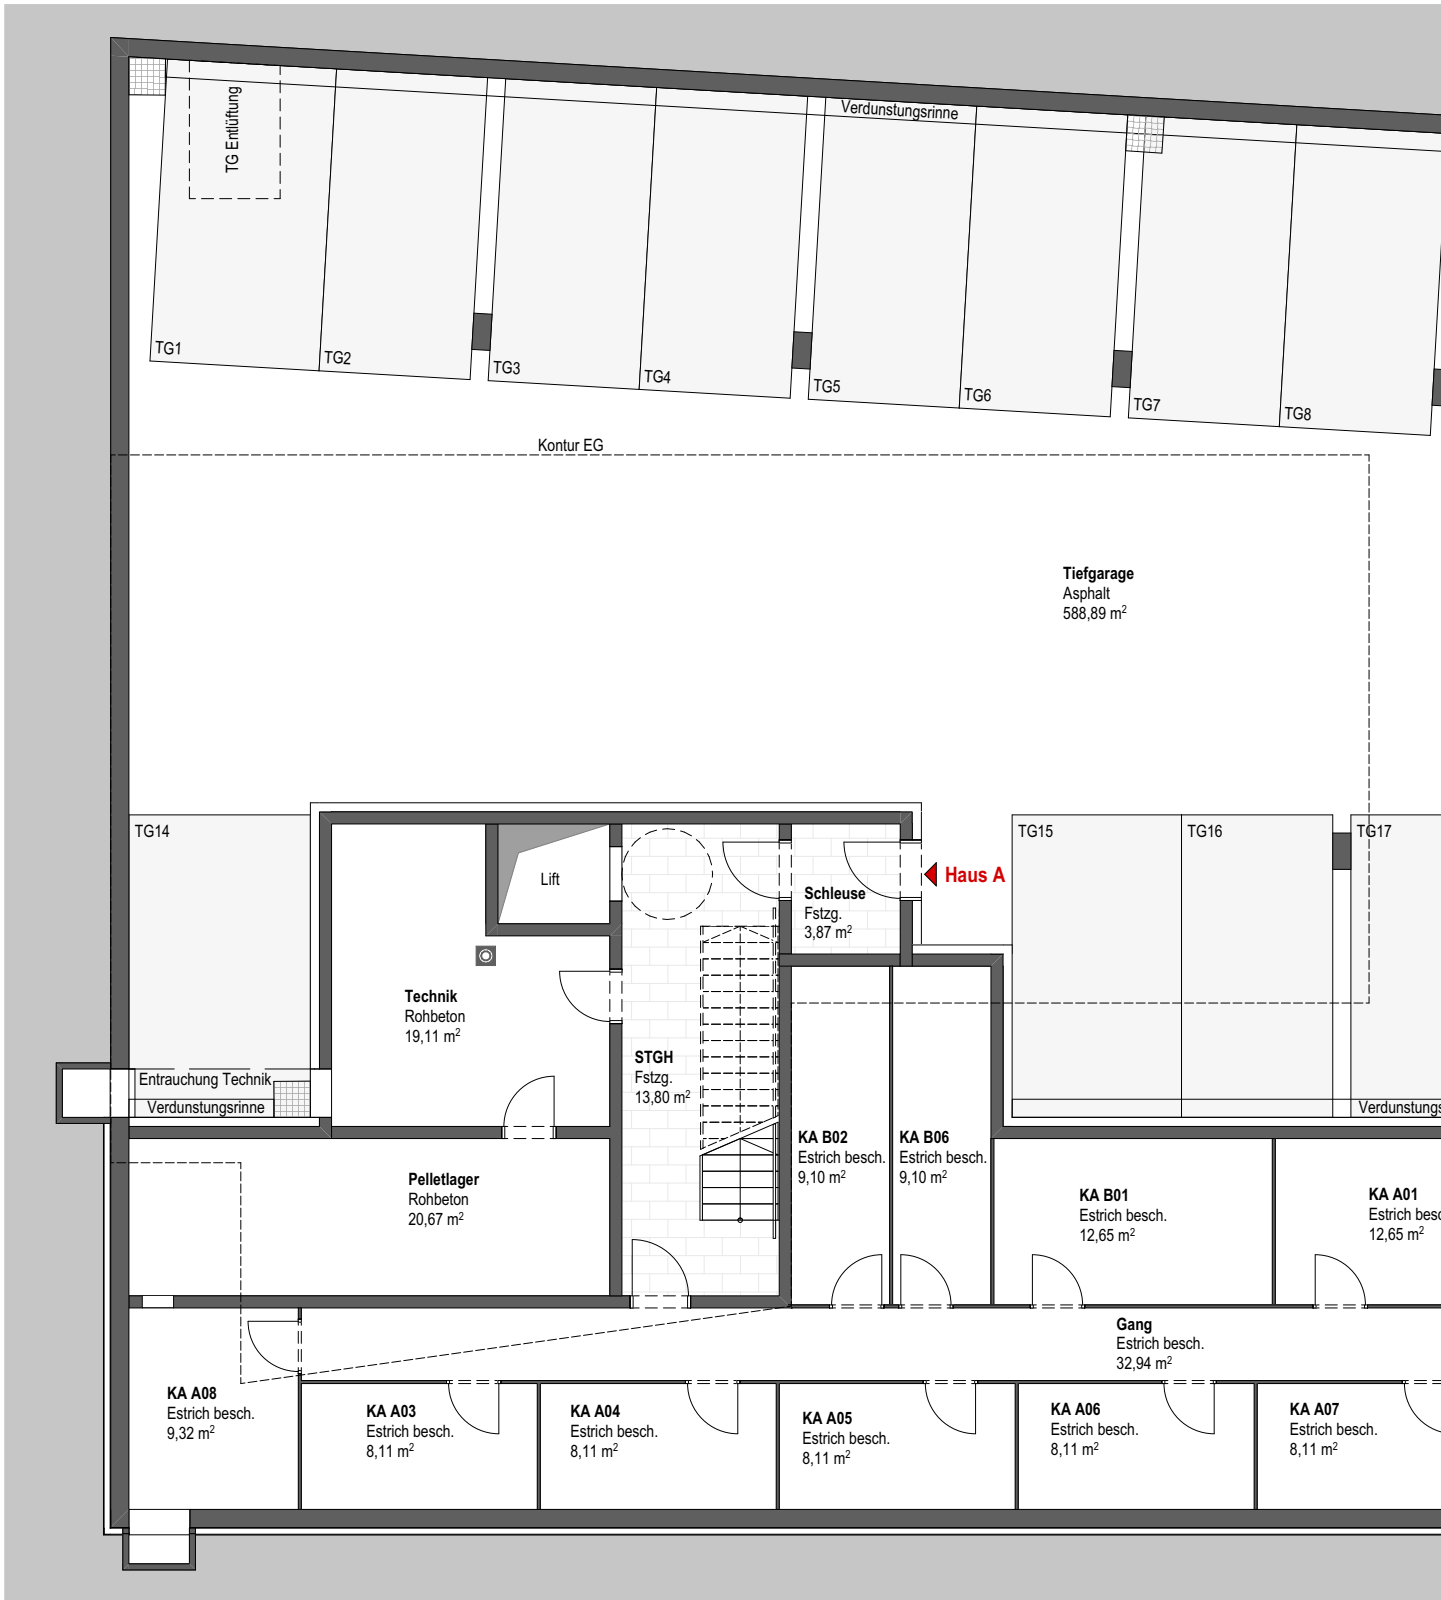 TG Entlüftung
Verdunstungsrinne
TG1
TG2
TG3
TG4
TG5
TG6
TG7
TG8
Kontur EG
Tiefgarage
Asphalt
588,89 m²
TG14
TG15
TG16
TG17
Lift
Schleuse
Fstzg.
3,87 m²
Haus A
Technik
Rohbeton
19,11 m²
STGH
Fstzg.
13,80 m²
Entrauchung Technik
Verdunstungsrinne
Verdunstungs
KA B02
Estrich besch.
9,10 m²
KA B06
Estrich besch.
9,10 m²
Pelletlager
Rohbeton
20,67 m²
KA B01
Estrich besch.
12,65 m²
KA A01
Estrich besc
12,65 m²
Gang
Estrich besch.
32,94 m²
KA A08
Estrich besch.
9,32 m²
KA A03
Estrich besch.
8,11 m²
KA A04
Estrich besch.
8,11 m²
KA A05
Estrich besch.
8,11 m²
KA A06
Estrich besch.
8,11 m²
KA A07
Estrich besch.
8,11 m²